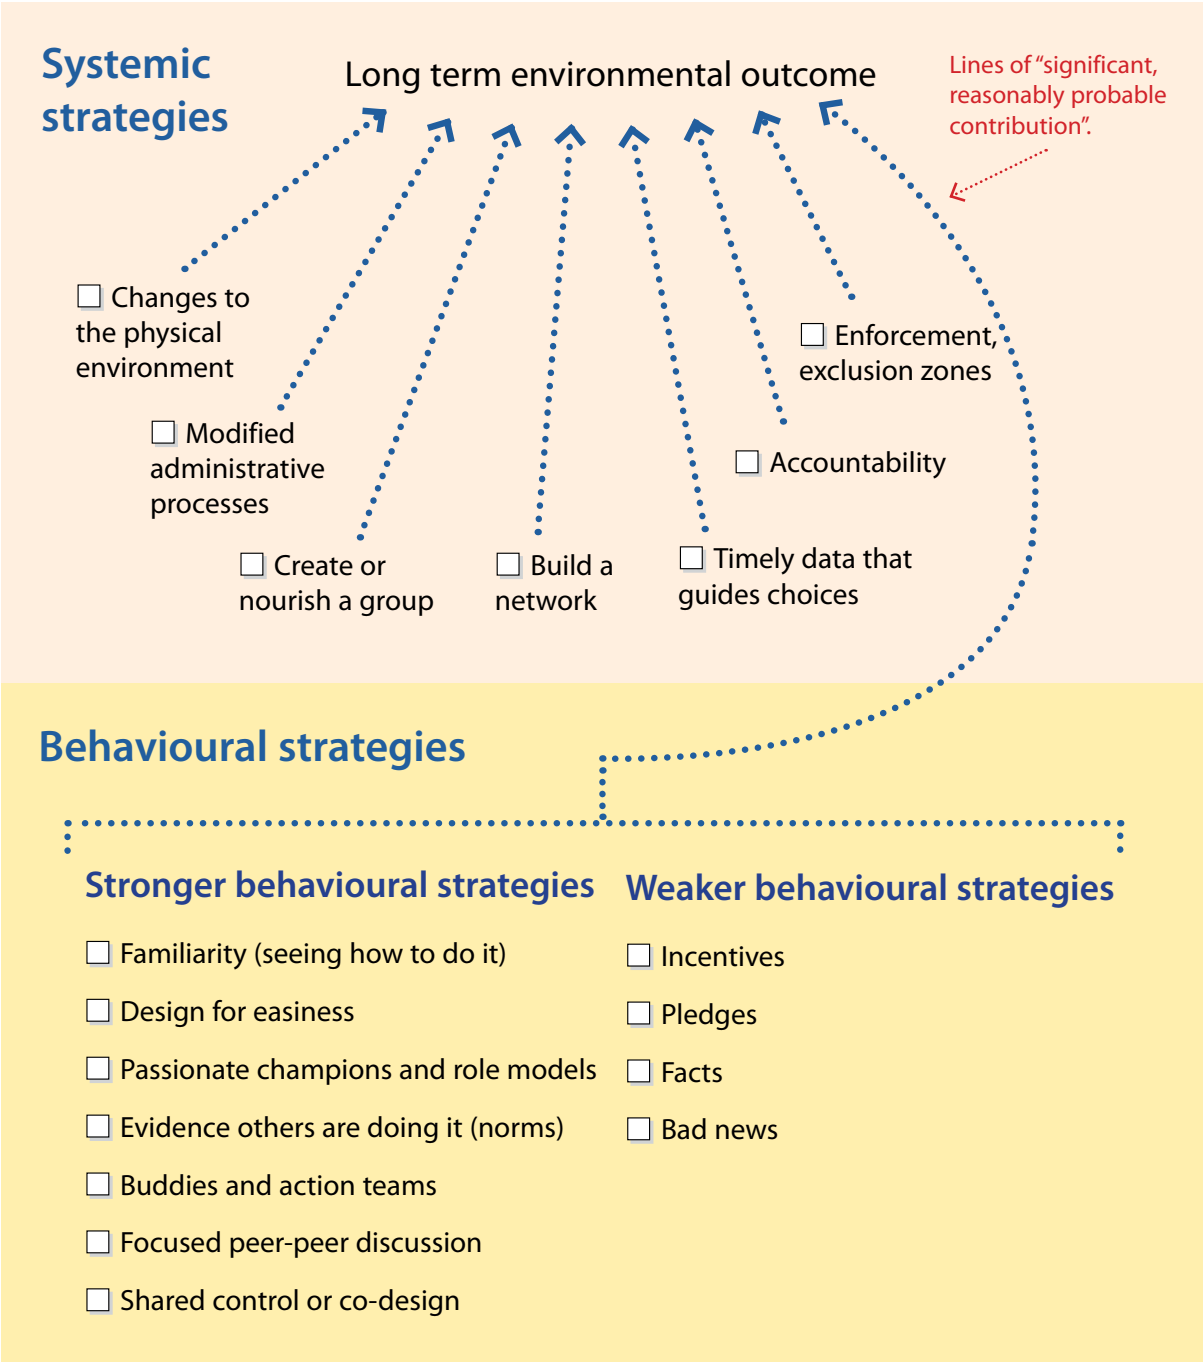 Systemic
strategies
Long term environmental outcome
Lines of “significant,
reasonably probable
contribution”.
Changes to
the physical
environment
Modified
administrative
processes
Create or
nourish a group
Build a
network
Timely data that
guides choices
Accountability
Enforcement,
exclusion zones
Behavioural strategies
Stronger behavioural strategies
Familiarity (seeing how to do it)
Design for easiness
Passionate champions and role models
Evidence others are doing it (norms)
Buddies and action teams
Focused peer-peer discussion
Shared control or co-design
Weaker behavioural strategies
Incentives
Pledges
Facts
Bad news